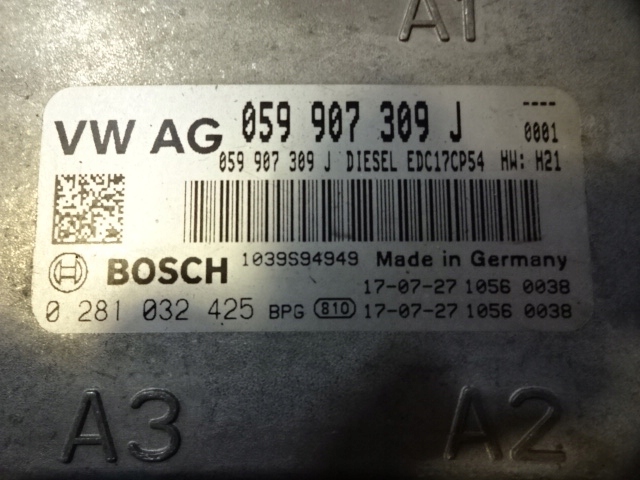 A1
VW AG 059 907 309 J ----
0001
059 907 309 J DIESEL EDC17CP54 HW: H21
BOSCH 1039S94949 Made in Germany
17-07-27 1056 0038
0 281 032 425 BPG 810 17-07-27 1056 0038
A3 A2